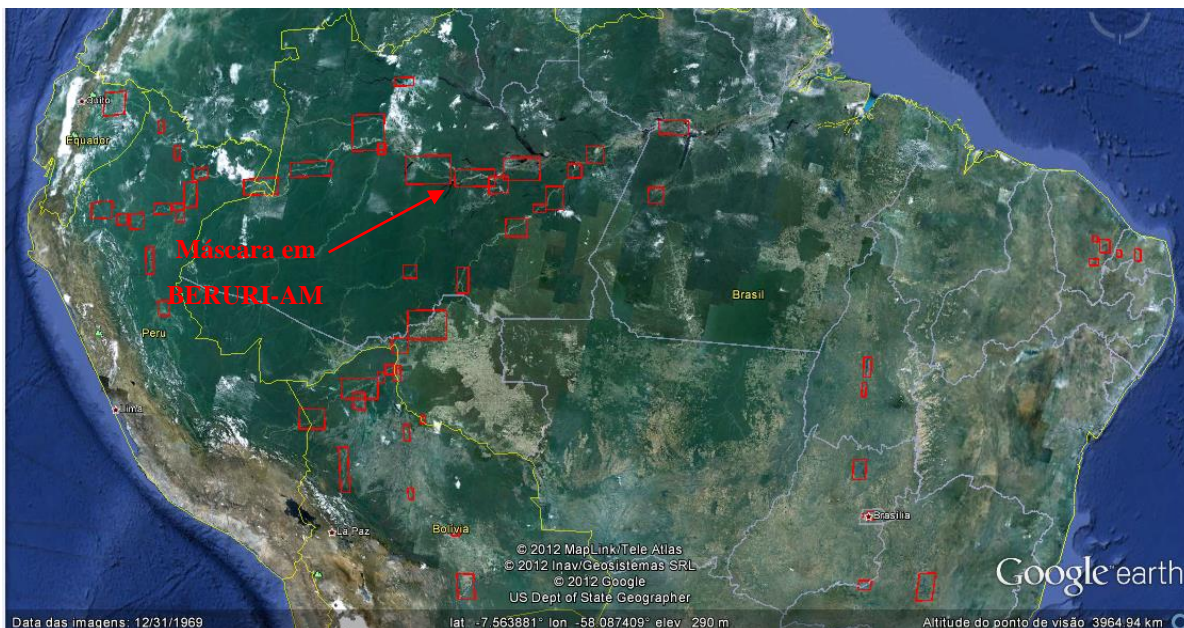 Quito
Equador
Máscara em
BERURI-AM
Brasil
Peru
Lima
Brasília
La Paz
Bolívia
© 2012 MapLink/Tele Atlas
© 2012 Inav/Geosistemas SRL
© 2012 Google
US Dept of State Geographer
Google earth
Data das imagens: 12/31/1969
lat -7.563881° lon -58.087409° elev 290 m
Altitude do ponto de visão 3964.94 km